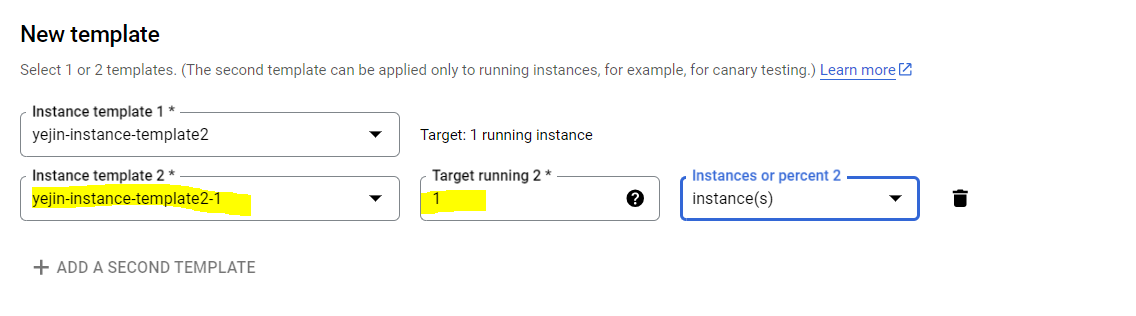 New template
Select 1 or 2 templates. (The second template can be applied only to running instances, for example, for canary testing.) Learn more
Instance template 1 *
yejin-instance-template2
Target: 1 running instance
Instance template 2 *
yejin-instance-template2-1
Target running 2 *
1
Instances or percent 2
instance(s)
+ ADD A SECOND TEMPLATE